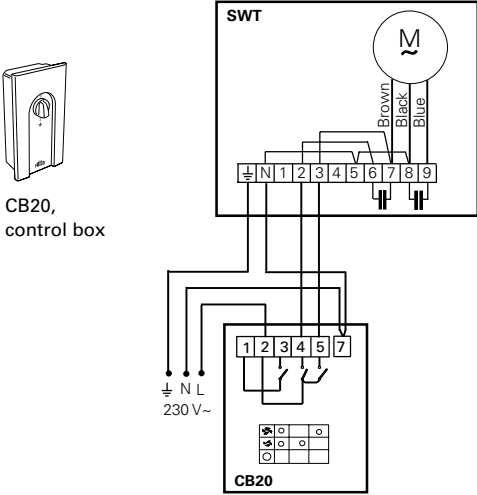 SWT
M
~
Brown
Black
Blue
N 1 2 3 4 5 6 7 8 9
CB20,
control box
1 2 3 4 5 7
N L
230 V~
CB20